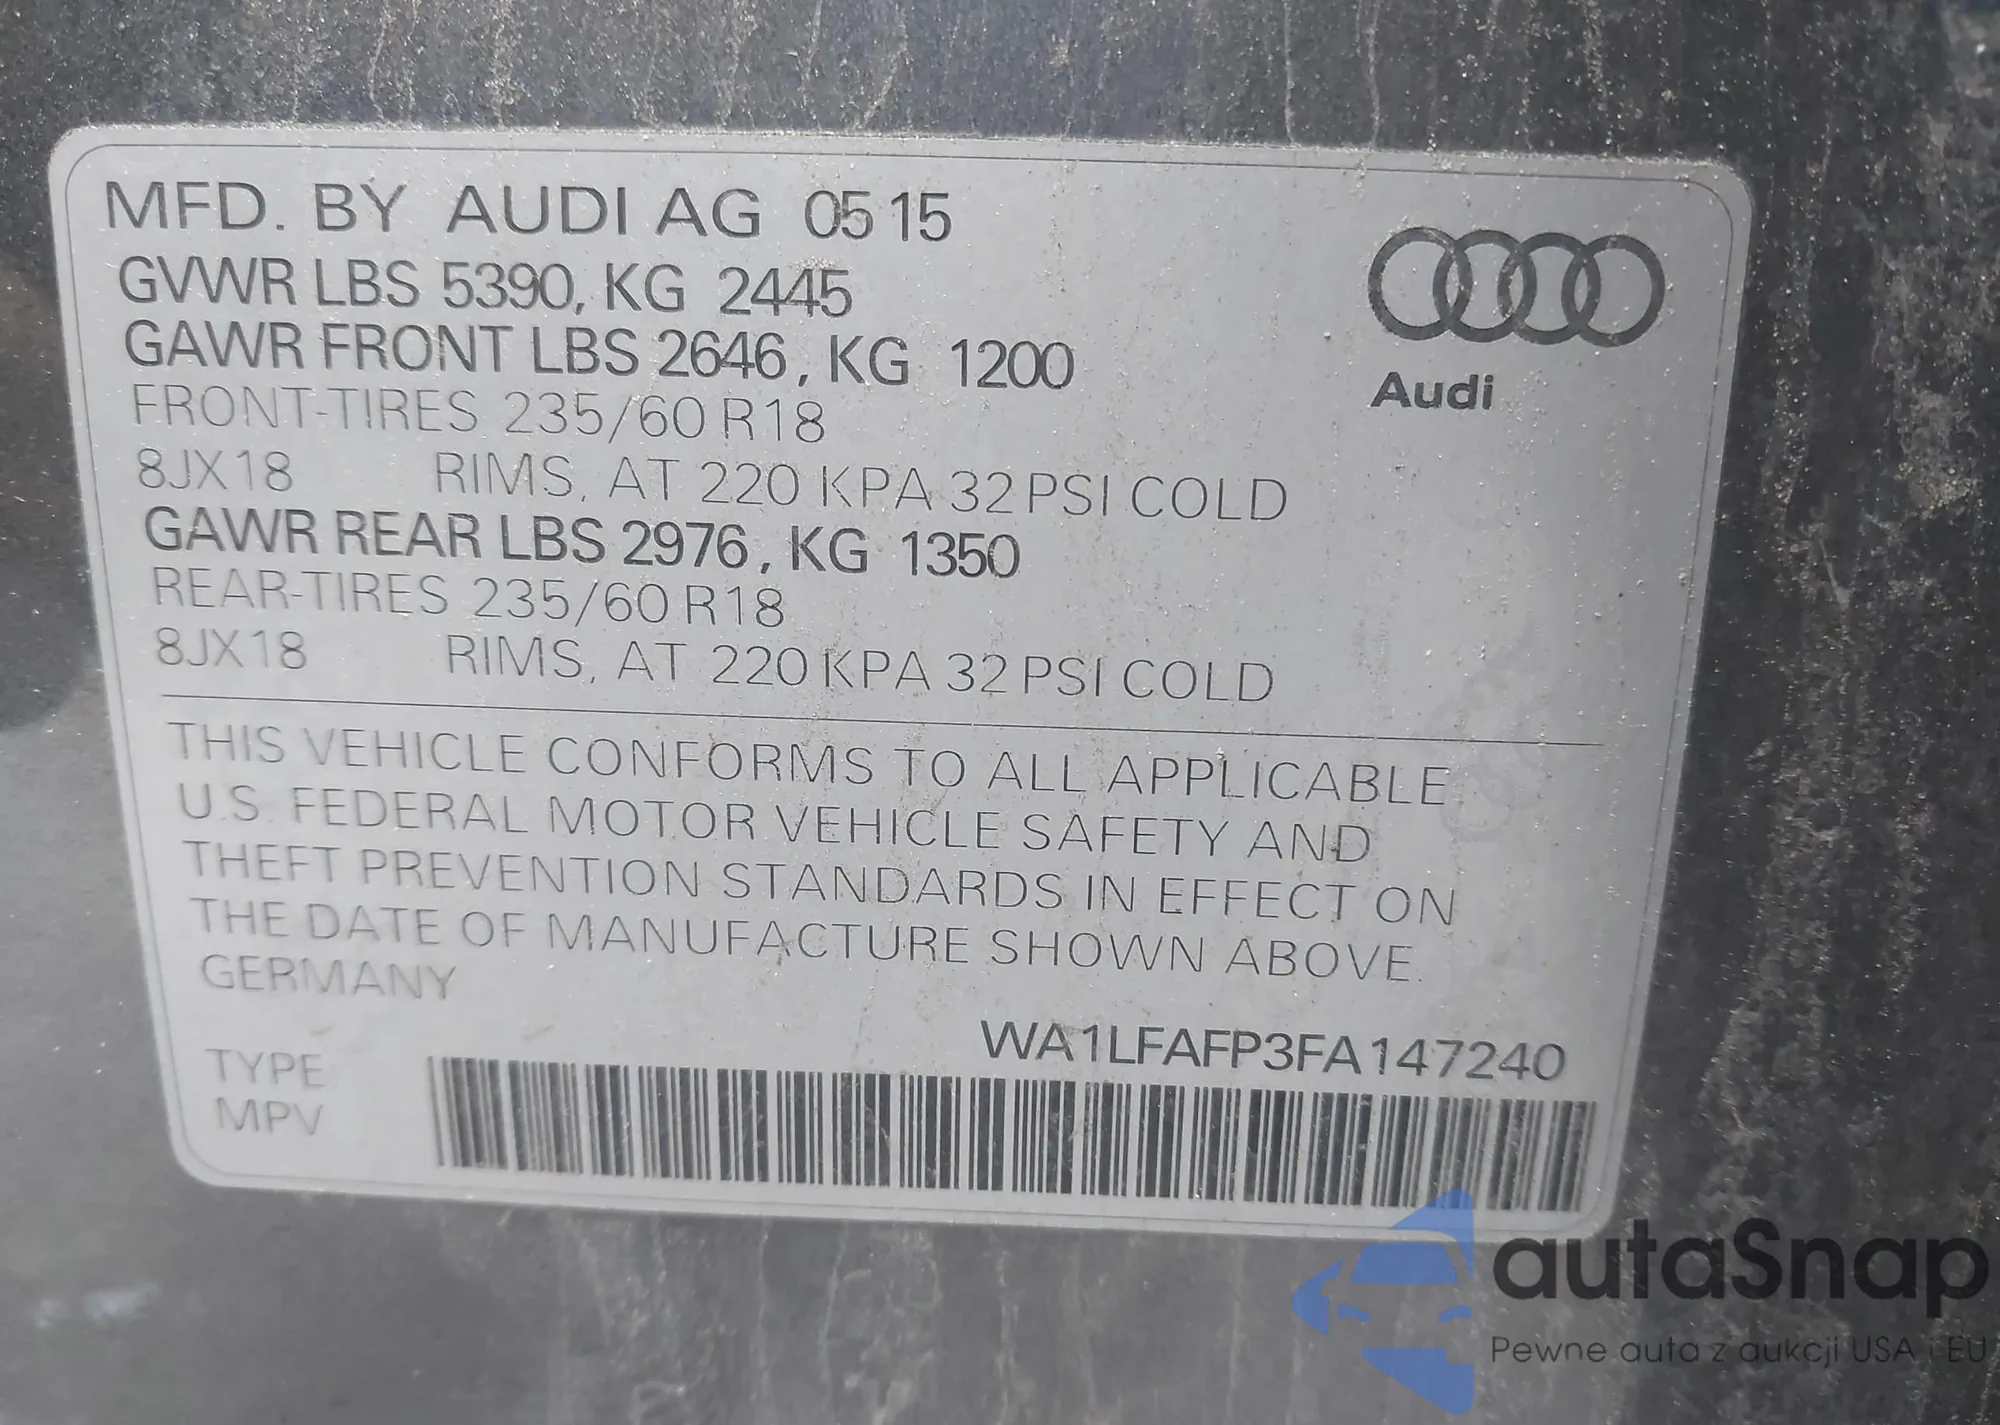 MFD. BY AUDI AG 05 15
GVWR LBS 5390, KG 2445
GAWR FRONT LBS 2646, KG 1200
FRONT-TIRES 235/60 R18
8JX18 RIMS, AT 220 KPA 32 PSI COLD
GAWR REAR LBS 2976, KG 1350
REAR-TIRES 235/60 R18
8JX18 RIMS, AT 220 KPA 32 PSI COLD
Audi
THIS VEHICLE CONFORMS TO ALL APPLICABLE
U.S. FEDERAL MOTOR VEHICLE SAFETY AND
THEFT PREVENTION STANDARDS IN EFFECT ON
THE DATE OF MANUFACTURE SHOWN ABOVE.
GERMANY
WA1LFAFP3FA147240
TYPE
MPV
autaSnap
Pewne auta z aukcji USA i EU